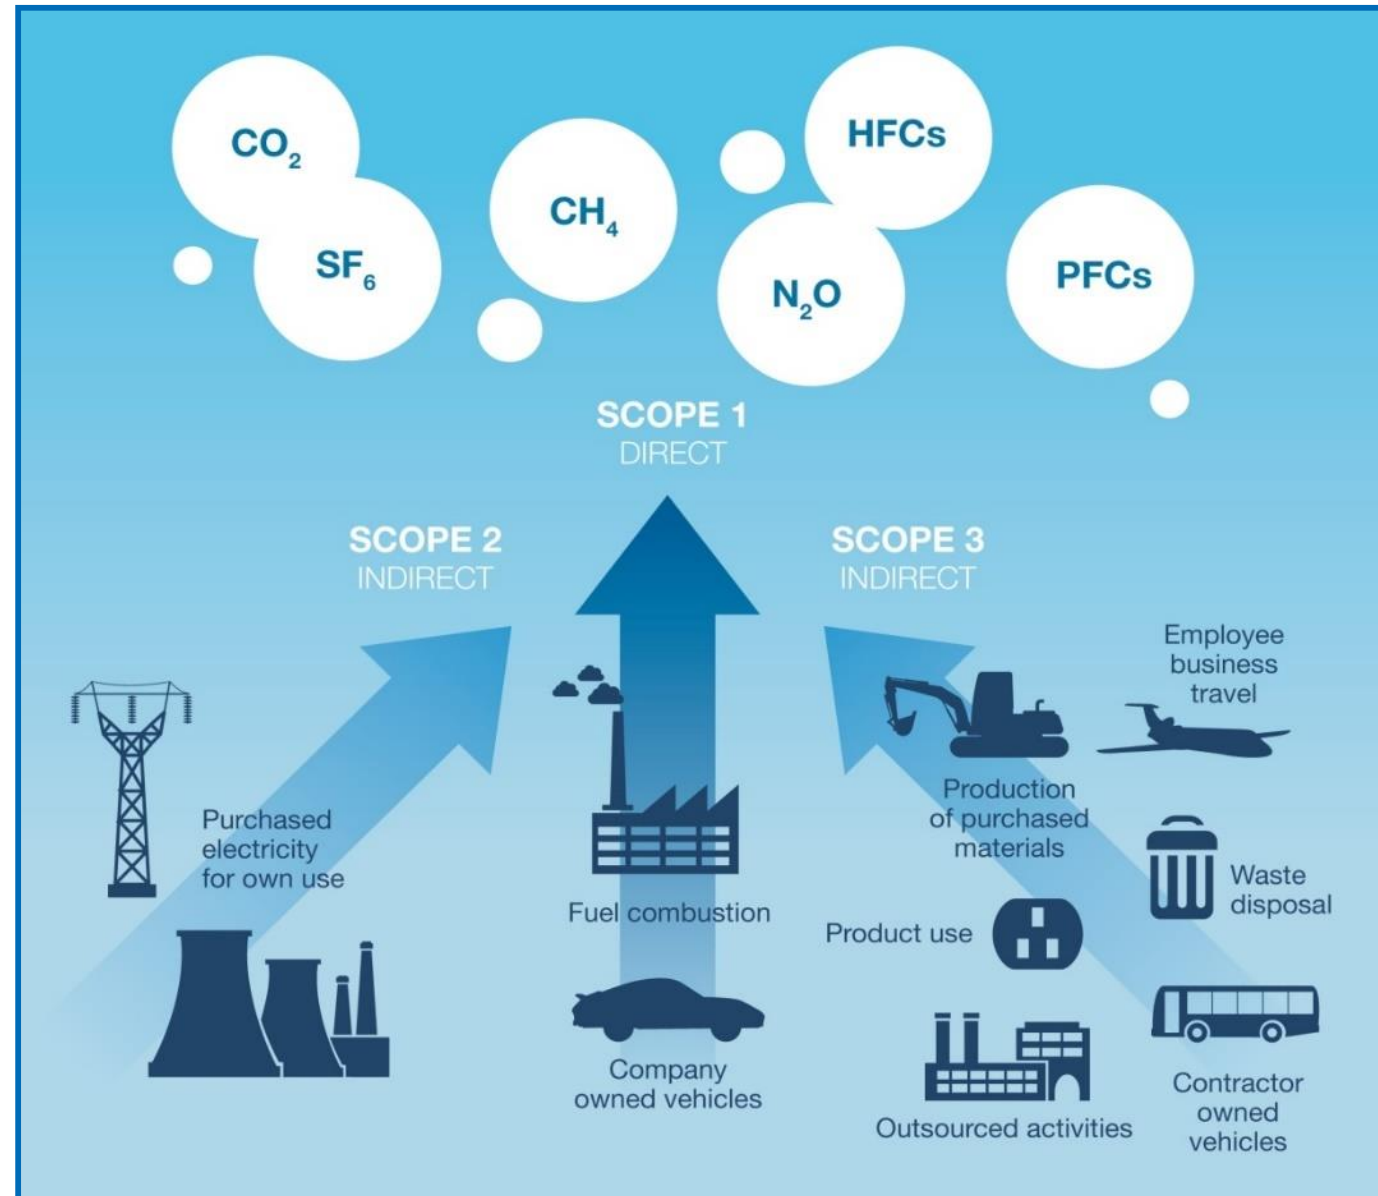 CO₂
SF₆
CH₄
HFCs
N₂O
PFCs
SCOPE 1
DIRECT
SCOPE 2
INDIRECT
SCOPE 3
INDIRECT
Purchased
electricity
for own use
Fuel combustion
Company
owned vehicles
Employee
business
travel
Production
of purchased
materials
Waste
disposal
Product use
Outsourced activities
Contractor
owned
vehicles